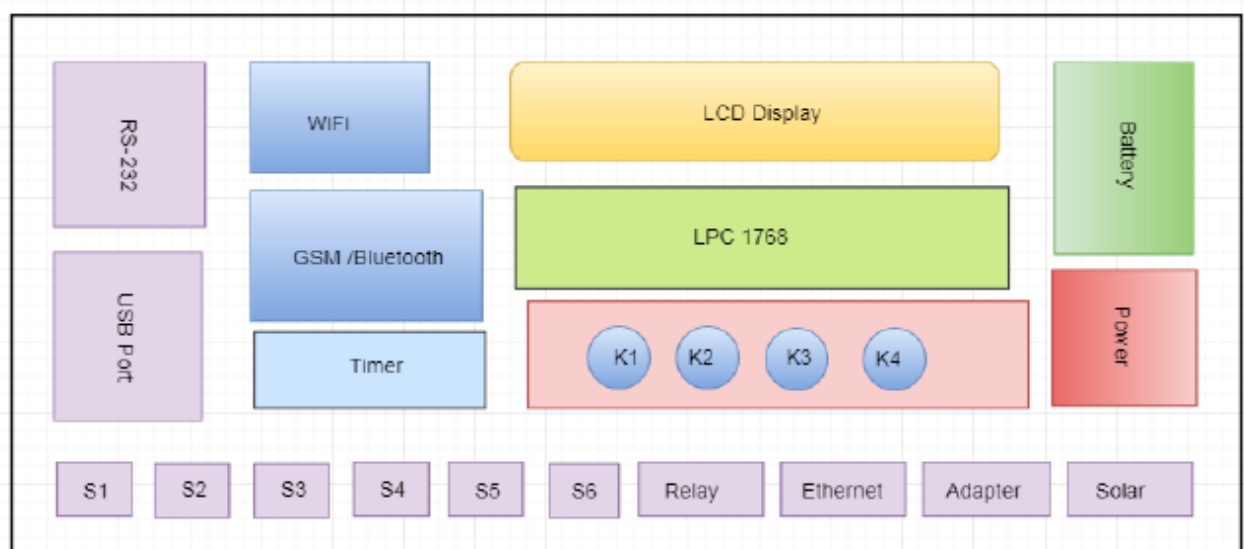 RS-232
WIFI
LCD Display
Battery
GSM /Bluetooth
LPC 1768
USB Port
Timer
K1
K2
K3
K4
Power
S1
S2
S3
S4
S5
S6
Relay
Ethernet
Adapter
Solar